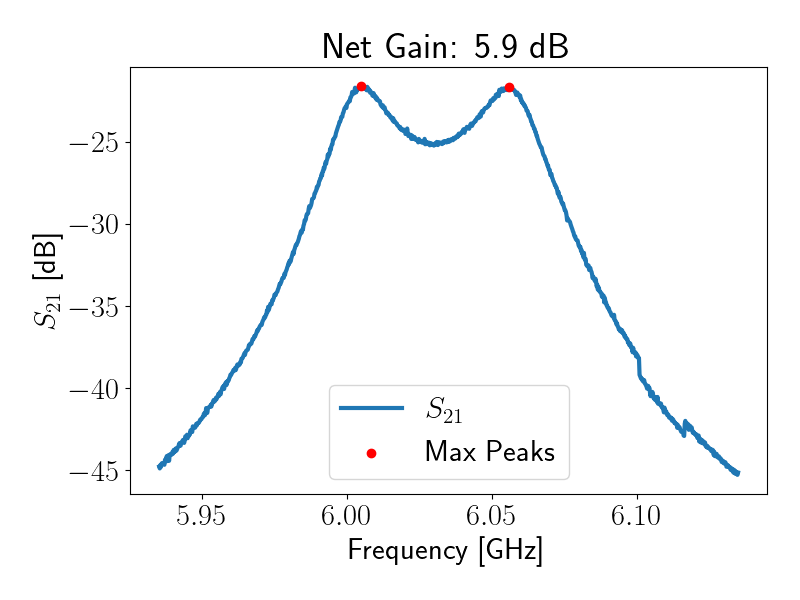 Net Gain: 5.9 dB
−25
−30
−35
−40
−45
S21 [dB]
S21
Max Peaks
5.95
6.00
6.05
6.10
Frequency [GHz]